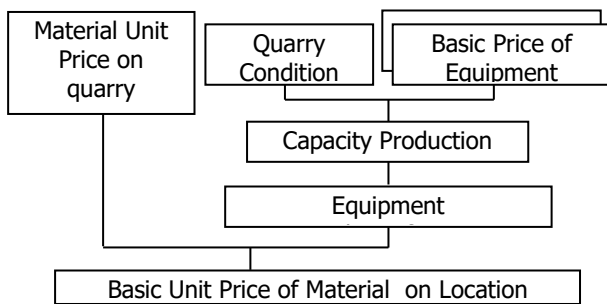 Material Unit
Price on
quarry
Quarry
Condition
Basic Price of
Equipment
Capacity Production
Equipment
Basic Unit Price of Material on Location